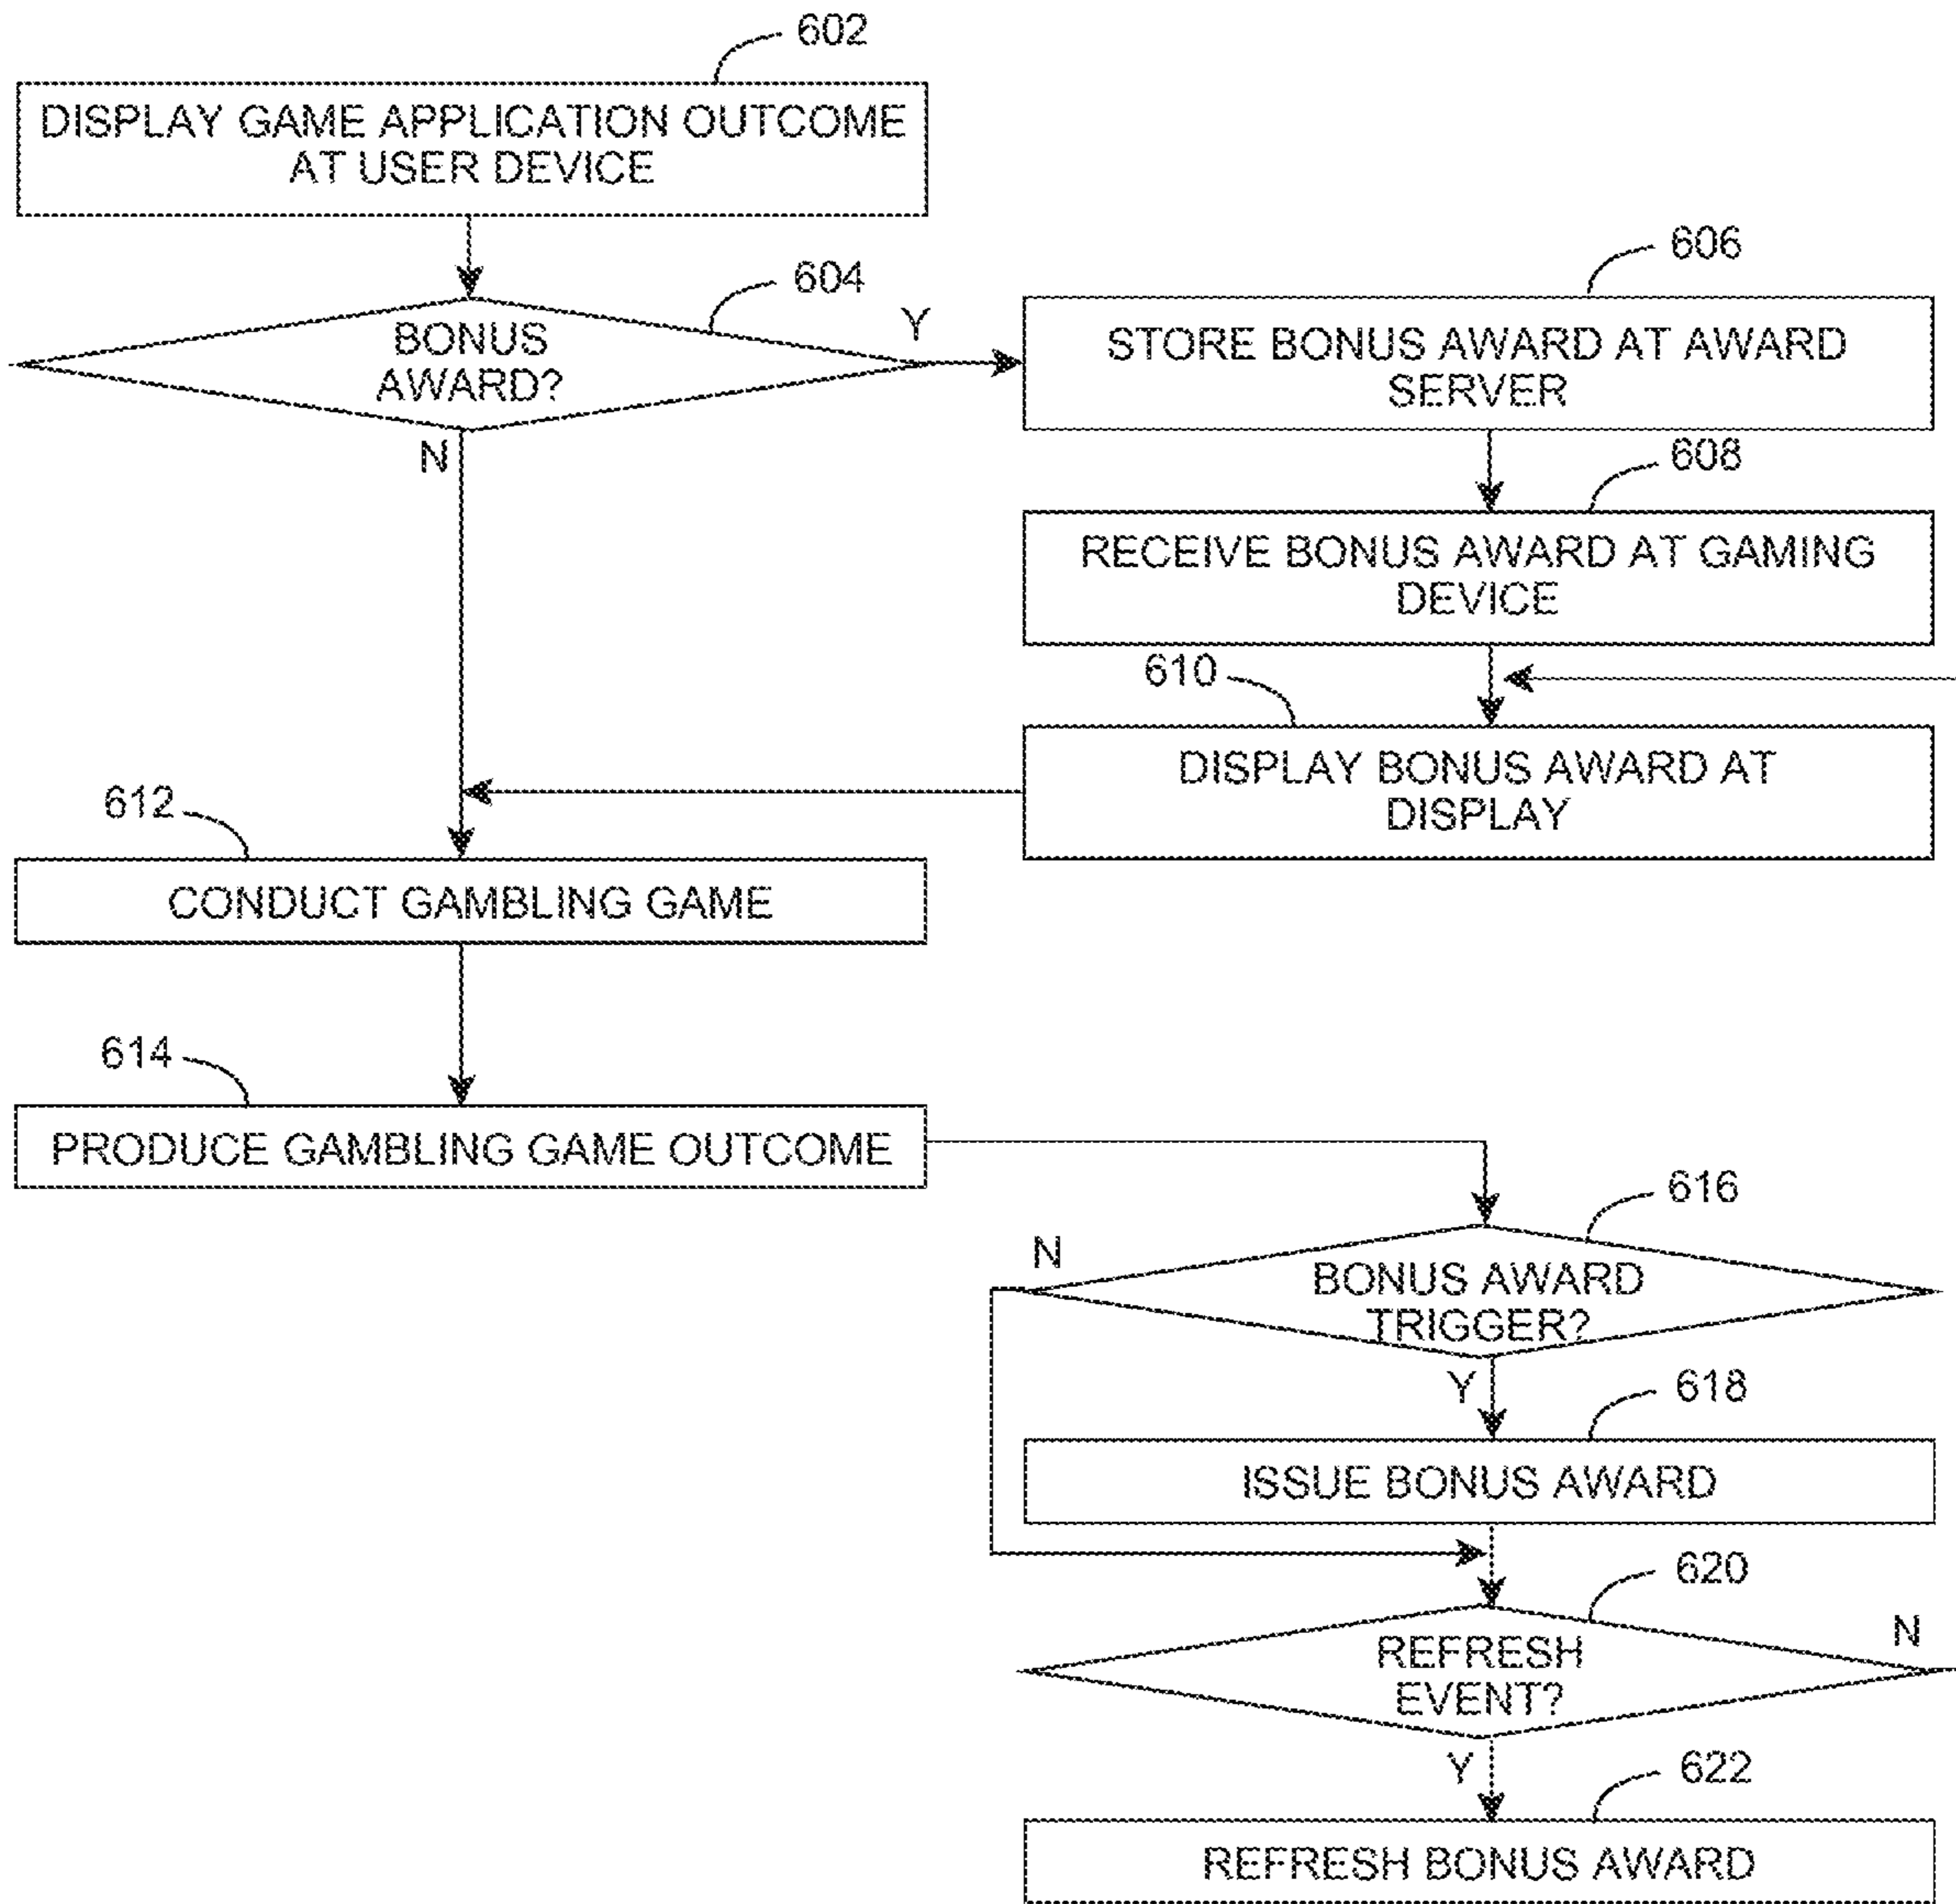 602
DISPLAY GAME APPLICATION OUTCOME
AT USER DEVICE
604
BONUS
AWARD?
Y
N
606
STORE BONUS AWARD AT AWARD
SERVER
608
RECEIVE BONUS AWARD AT GAMING
DEVICE
610
DISPLAY BONUS AWARD AT
DISPLAY
612
CONDUCT GAMBLING GAME
614
PRODUCE GAMBLING GAME OUTCOME
616
N
BONUS AWARD
TRIGGER?
Y
618
ISSUE BONUS AWARD
620
N
REFRESH
EVENT?
Y
622
REFRESH BONUS AWARD